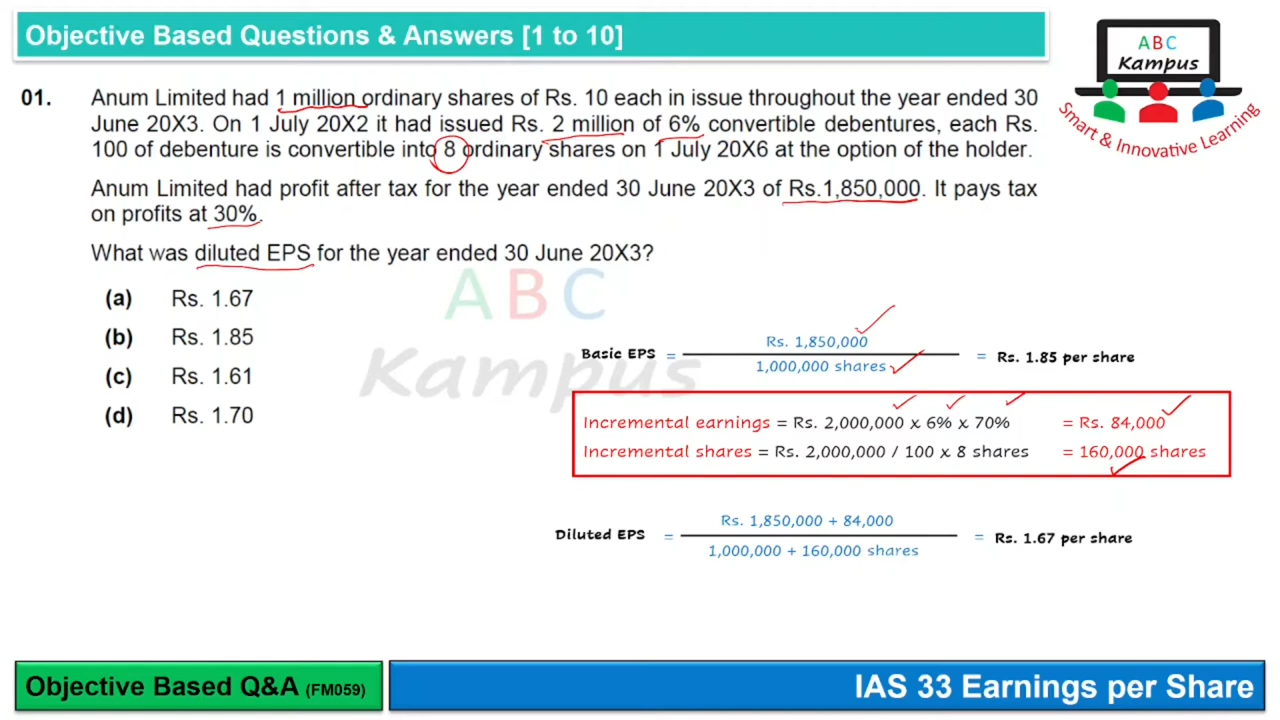 Objective Based Questions & Answers [1 to 10]
A B C
Kampus
Smart & Innovative Learning
01. Anum Limited had 1 million ordinary shares of Rs. 10 each in issue throughout the year ended 30
June 20X3. On 1 July 20X2 it had issued Rs. 2 million of 6% convertible debentures, each Rs.
100 of debenture is convertible into 8 ordinary shares on 1 July 20X6 at the option of the holder.
Anum Limited had profit after tax for the year ended 30 June 20X3 of Rs.1,850,000. It pays tax
on profits at 30%.
What was diluted EPS for the year ended 30 June 20X3?
(a) Rs. 1.67
(b) Rs. 1.85
(c) Rs. 1.61
(d) Rs. 1.70
A B C
Kampus
Rs. 1,850,000
Basic EPS = = Rs. 1.85 per share
1,000,000 shares
Incremental earnings = Rs. 2,000,000 x 6% x 70% = Rs. 84,000
Incremental shares = Rs. 2,000,000 / 100 x 8 shares = 160,000 shares
Rs. 1,850,000 + 84,000
Diluted EPS = = Rs. 1.67 per share
1,000,000 + 160,000 shares
Objective Based Q&A (FM059)
IAS 33 Earnings per Share